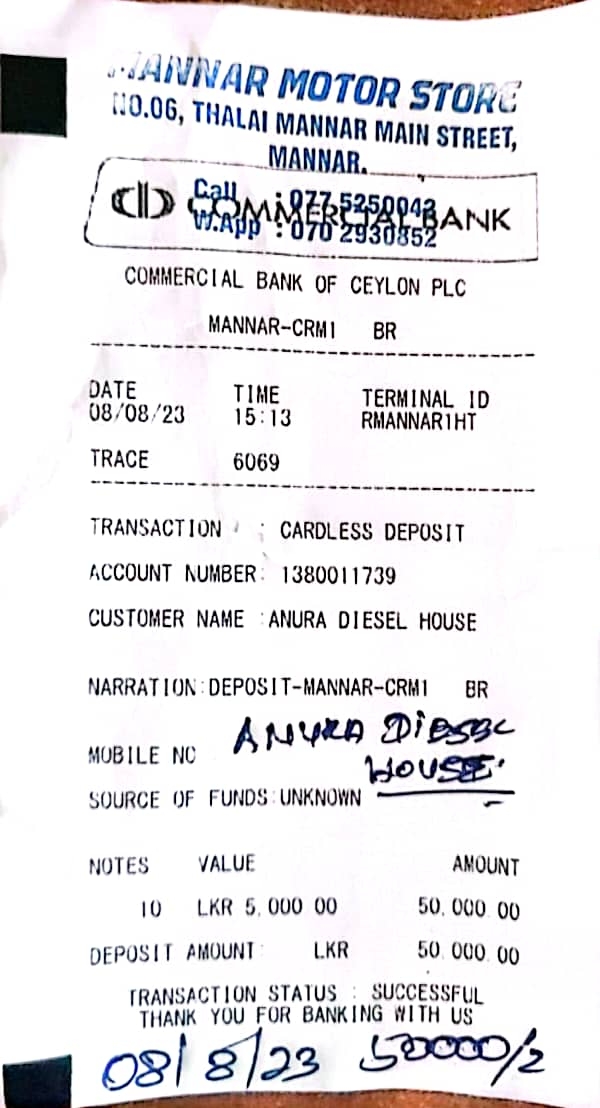 MANNAR MOTOR STORE
NO.06, THALAI MANNAR MAIN STREET,
MANNAR.
Call : 077 5250043
COMMERCIAL BANK
W.App : 070 2930852
COMMERCIAL BANK OF CEYLON PLC
MANNAR-CRM1 BR
DATE TIME TERMINAL ID
08/08/23 15:13 RMANNAR1HT
TRACE 6069
TRANSACTION : CARDLESS DEPOSIT
ACCOUNT NUMBER: 1380011739
CUSTOMER NAME :ANURA DIESEL HOUSE
NARRATION:DEPOSIT-MANNAR-CRM1 BR
ANURA DIESEL
MOBILE NO
HOUSE.
SOURCE OF FUNDS:UNKNOWN
NOTES VALUE AMOUNT
10 LKR 5,000.00 50,000.00
DEPOSIT AMOUNT: LKR 50,000.00
TRANSACTION STATUS : SUCCESSFUL
THANK YOU FOR BANKING WITH US
08/8/23 50000/2